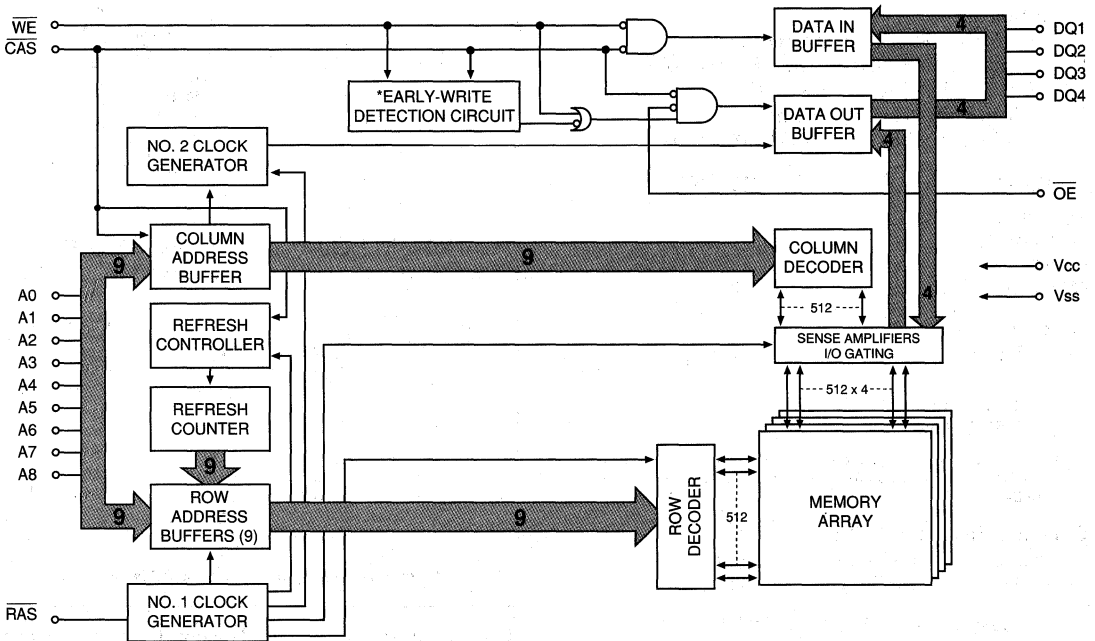 WE
CAS
*EARLY-WRITE
DETECTION CIRCUIT
DATA IN
BUFFER
4
DQ1
DQ2
DQ3
DQ4
DATA OUT
BUFFER
4
4
NO. 2 CLOCK
GENERATOR
OE
COLUMN
ADDRESS
BUFFER
9
9
COLUMN
DECODER
Vcc
Vss
512
4
A0
A1
A2
A3
A4
A5
A6
A7
A8
REFRESH
CONTROLLER
SENSE AMPLIFIERS
I/O GATING
512 x 4
REFRESH
COUNTER
9
ROW
ADDRESS
BUFFERS (9)
9
9
ROW
DECODER
512
MEMORY
ARRAY
RAS
NO. 1 CLOCK
GENERATOR